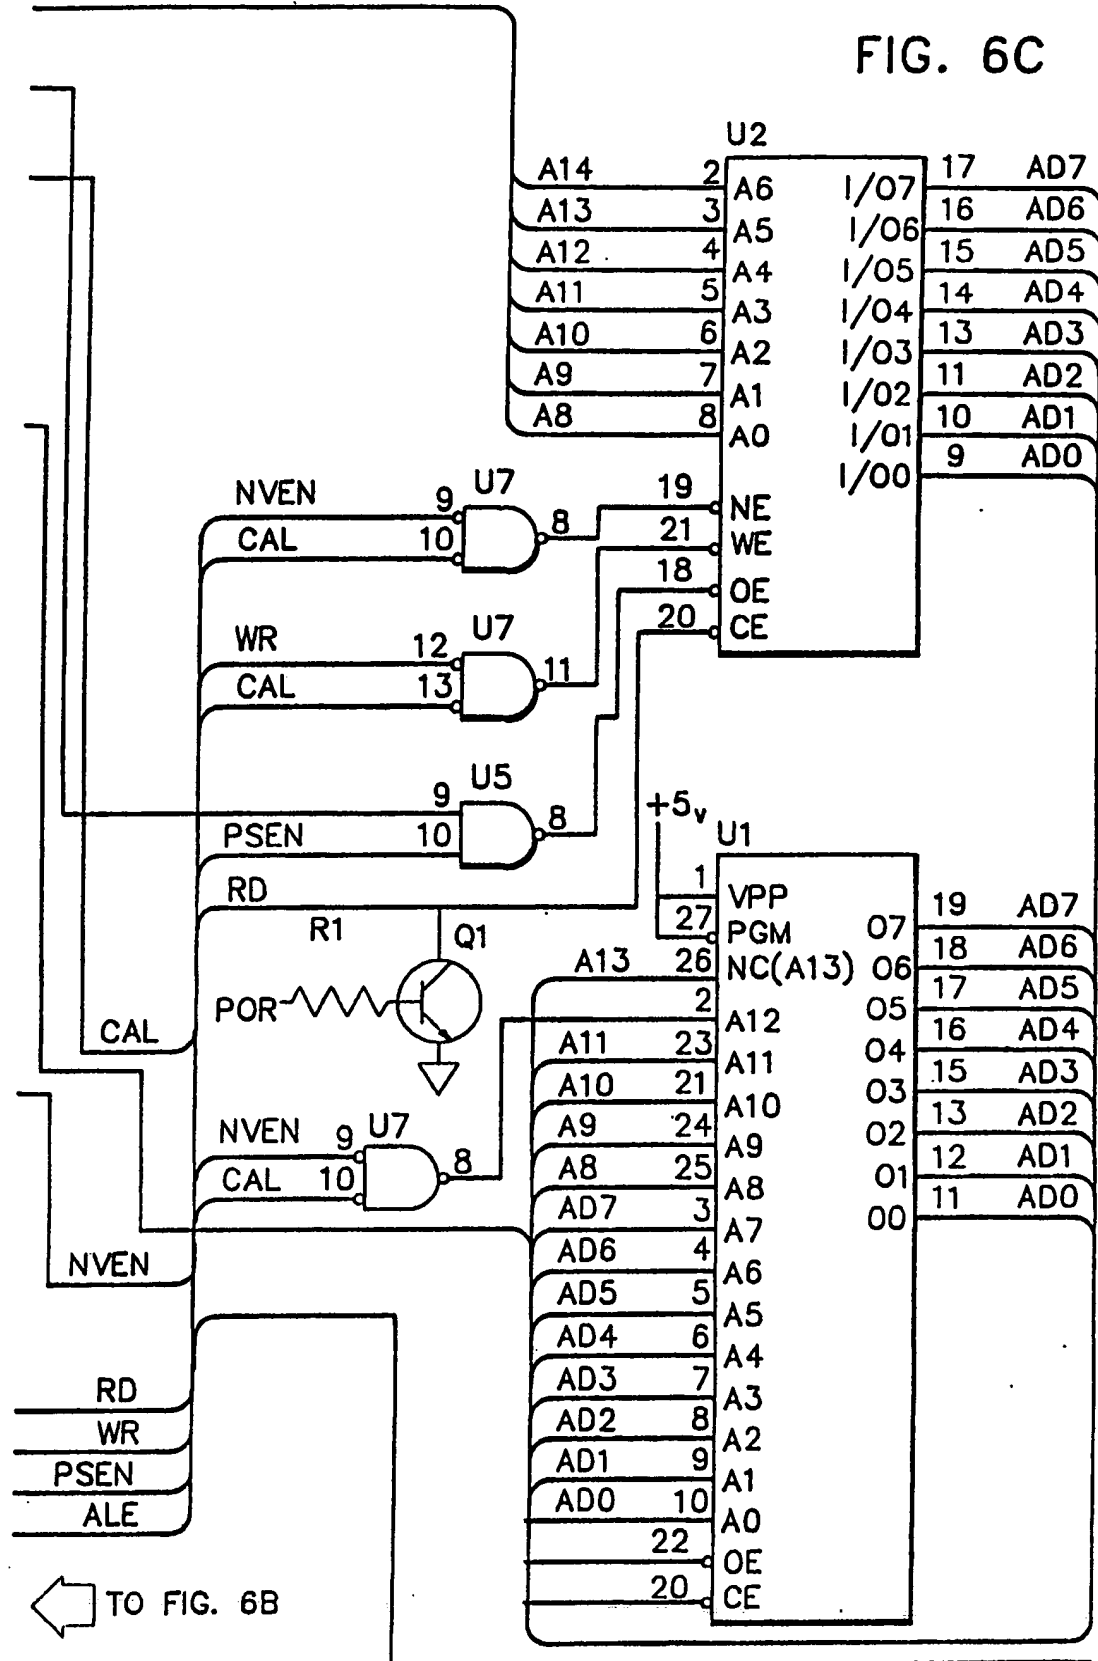 FIG. 6C
U2
A14 2 A6 I/O7 17 AD7
A13 3 A5 I/O6 16 AD6
A12 4 A4 I/O5 15 AD5
A11 5 A3 I/O4 14 AD4
A10 6 A2 I/O3 13 AD3
A9 7 A1 I/O2 11 AD2
A8 8 A0 I/O1 10 AD1
I/O0 9 AD0
NVEN 9 U7 8 19 NE
CAL 10 21 WE
18 OE
WR 12 U7 11 20 CE
CAL 13
U5
9 8
PSEN 10
RD
+5v
U1
1 VPP
27 PGM O7 19 AD7
R1 Q1
A13 26 NC(A13) O6 18 AD6
POR
2 A12 O5 17 AD5
CAL
A11 23 A11 O4 16 AD4
A10 21 A10 O3 15 AD3
NVEN 9 U7 8
A9 24 A9 O2 13 AD2
CAL 10
A8 25 A8 O1 12 AD1
AD7 3 A7 O0 11 AD0
NVEN
AD6 4 A6
AD5 5 A5
AD4 6 A4
RD
AD3 7 A3
WR
AD2 8 A2
PSEN
AD1 9 A1
ALE
AD0 10 A0
22 OE
20 CE
TO FIG. 6B